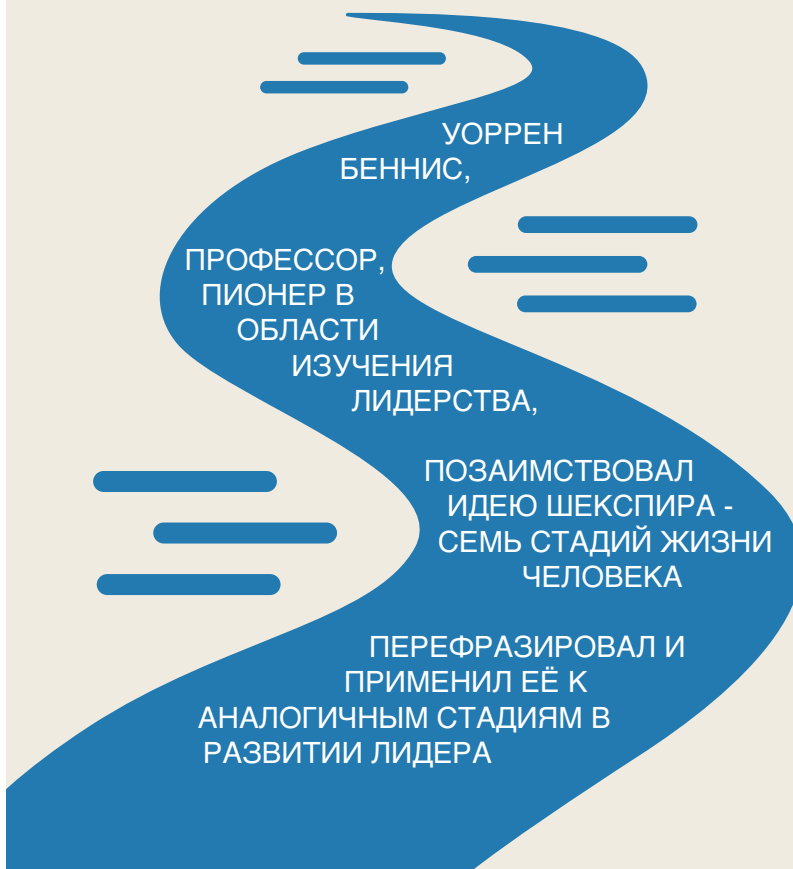 УОРРЕН
БЕННИС,
ПРОФЕССОР,
ПИОНЕР В
ОБЛАСТИ
ИЗУЧЕНИЯ
ЛИДЕРСТВА,
ПОЗАИМСТВОВАЛ
ИДЕЮ ШЕКСПИРА -
СЕМЬ СТАДИЙ ЖИЗНИ
ЧЕЛОВЕКА
ПЕРЕФРАЗИРОВАЛ И
ПРИМЕНИЛ ЕЁ К
АНАЛОГИЧНЫМ СТАДИЯМ В
РАЗВИТИИ ЛИДЕРА